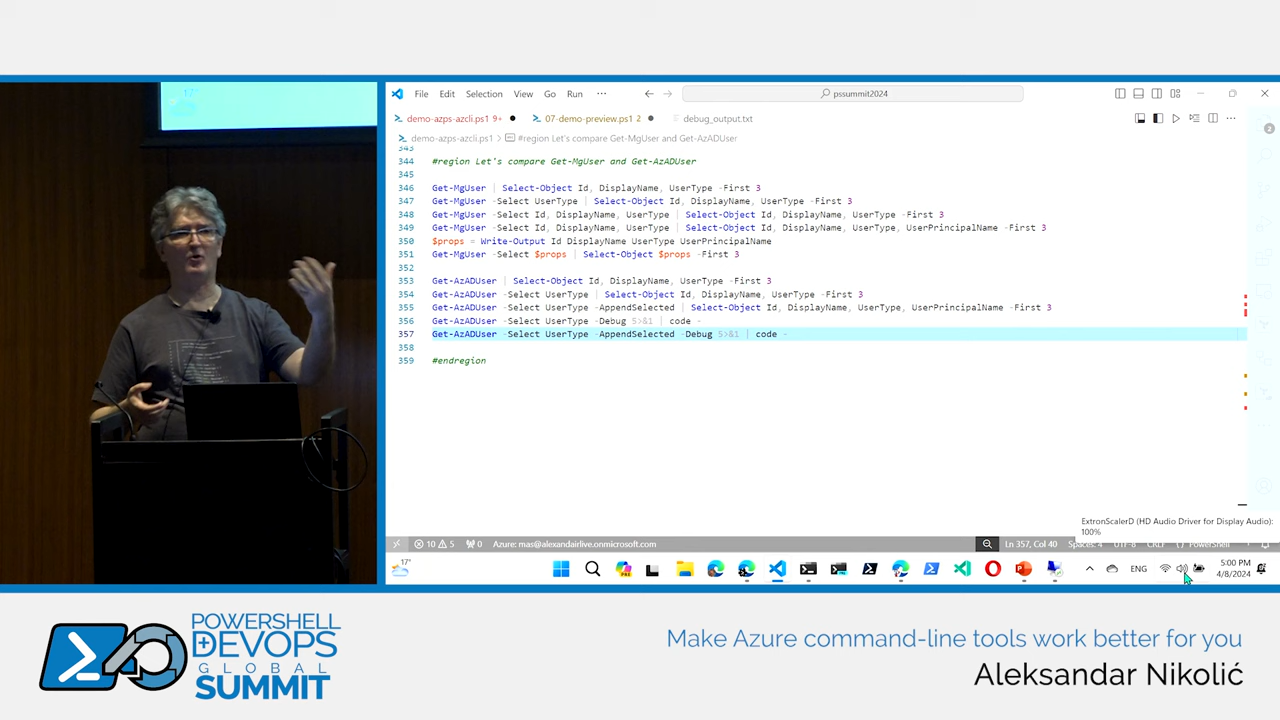 17°
File Edit Selection View Go Run ··· pssummit2024
demo-azps-azcli.ps1 9+ 07-demo-preview.ps1 2 debug_output.txt
demo-azps-azcli.ps1 > #region Let's compare Get-MgUser and Get-AzADUser
343
344 #region Let's compare Get-MgUser and Get-AzADUser
345
346 Get-MgUser | Select-Object Id, DisplayName, UserType -First 3
347 Get-MgUser -Select UserType | Select-Object Id, DisplayName, UserType -First 3
348 Get-MgUser -Select Id, DisplayName, UserType | Select-Object Id, DisplayName, UserType -First 3
349 Get-MgUser -Select Id, DisplayName, UserType | Select-Object Id, DisplayName, UserType, UserPrincipalName -First 3
350 $props = Write-Output Id DisplayName UserType UserPrincipalName
351 Get-MgUser -Select $props | Select-Object $props -First 3
352
353 Get-AzADUser | Select-Object Id, DisplayName, UserType -First 3
354 Get-AzADUser -Select UserType | Select-Object Id, DisplayName, UserType -First 3
355 Get-AzADUser -Select UserType -AppendSelected | Select-Object Id, DisplayName, UserType, UserPrincipalName -First 3
356 Get-AzADUser -Select UserType -Debug 5>&1 | code -
357 Get-AzADUser -Select UserType -AppendSelected -Debug 5>&1 | code -
358
359 #endregion
2
ExtronScalerD (HD Audio Driver for Display Audio):
100%
10 5 0 Azure: mas@alexandairlive.onmicrosoft.com Ln 357, Col 40 Spaces: 4 UTF-8 CRLF PowerShell
17° PRE ENG 5:00 PM
4/8/2024
POWERSHELL
DEVOPS
GLOBAL
SUMMIT
Make Azure command-line tools work better for you
Aleksandar Nikolić